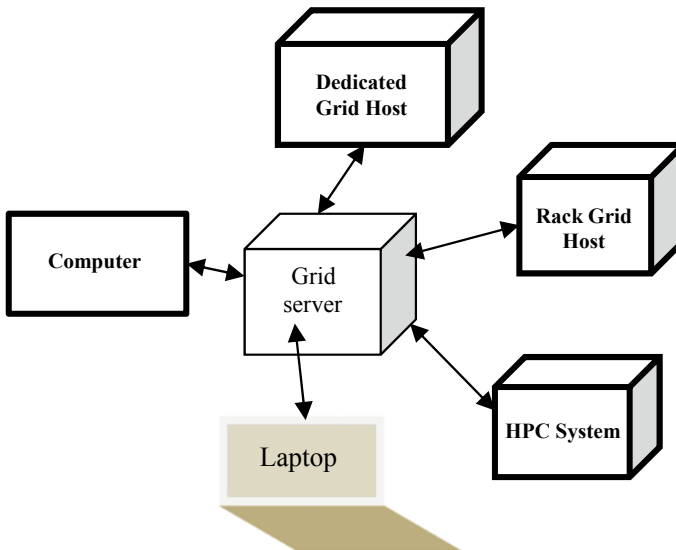 Dedicated
Grid Host
Rack Grid
Host
Computer
Grid
server
HPC System
Laptop